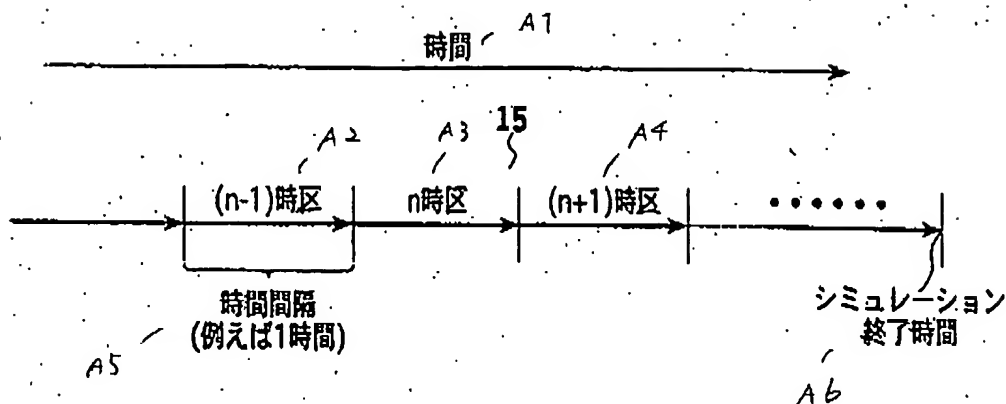 時間 A1
A2 A3 15 A4
(n-1)時区 n時区 (n+1)時区 ・・・・・・
時間間隔
(例えば1時間)
A5
シミュレーション
終了時間
A6